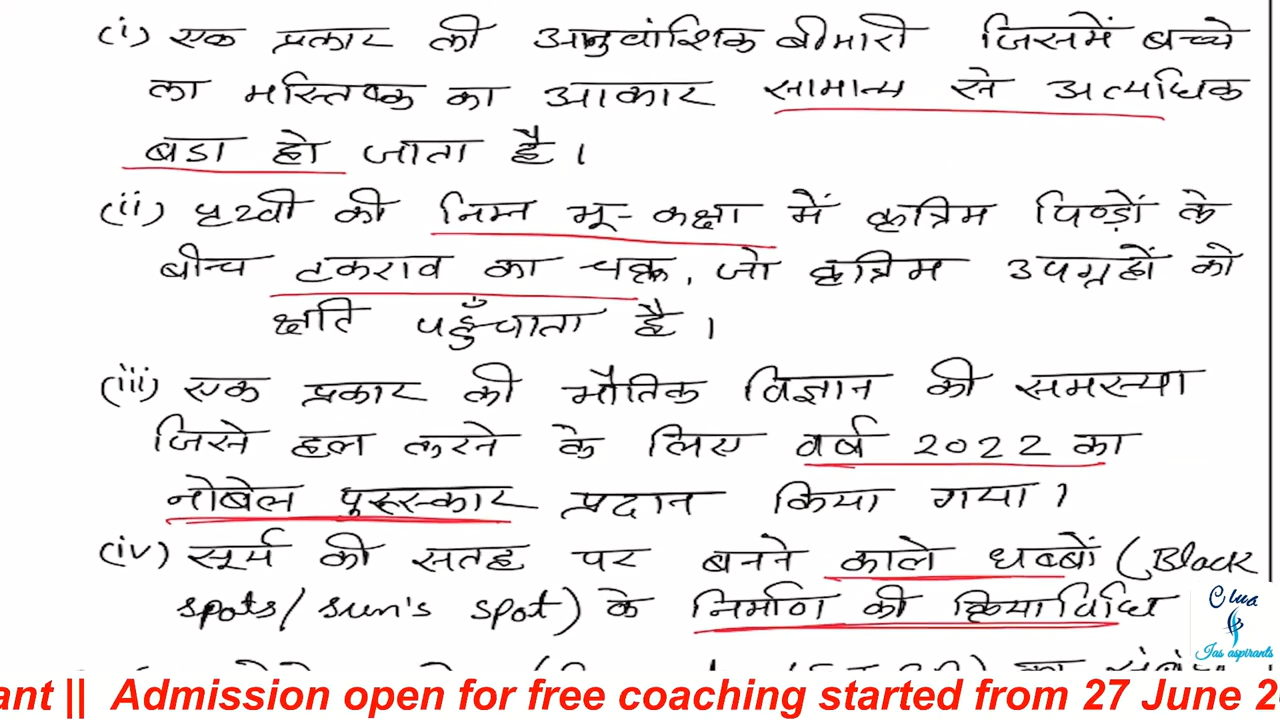 (i) एक प्रकार की आनुवांशिक बीमारी जिसमें बच्चे
का मस्तिष्क का आकार सामान्य से अत्यधिक
बडा हो जाता है।
(ii) पृथ्वी की निम्न भू-कक्षा में कृत्रिम पिण्ड़ों के
बीच टकराव का चक्र, जो कृत्रिम उपग्रहों को
क्षति पहुँचाता है।
(iii) एक प्रकार की भौतिक विज्ञान की समस्या
जिसे हल करने के लिए वर्ष 2022 का
नोबेल पुरूस्कार प्रदान किया गया।
(iv) सूर्य की सतह पर बनने काले धब्बों (Black
spots/sun's spot) के निर्माण की क्रियाविधि
Ias aspirants
ant || Admission open for free coaching started from 27 June 2